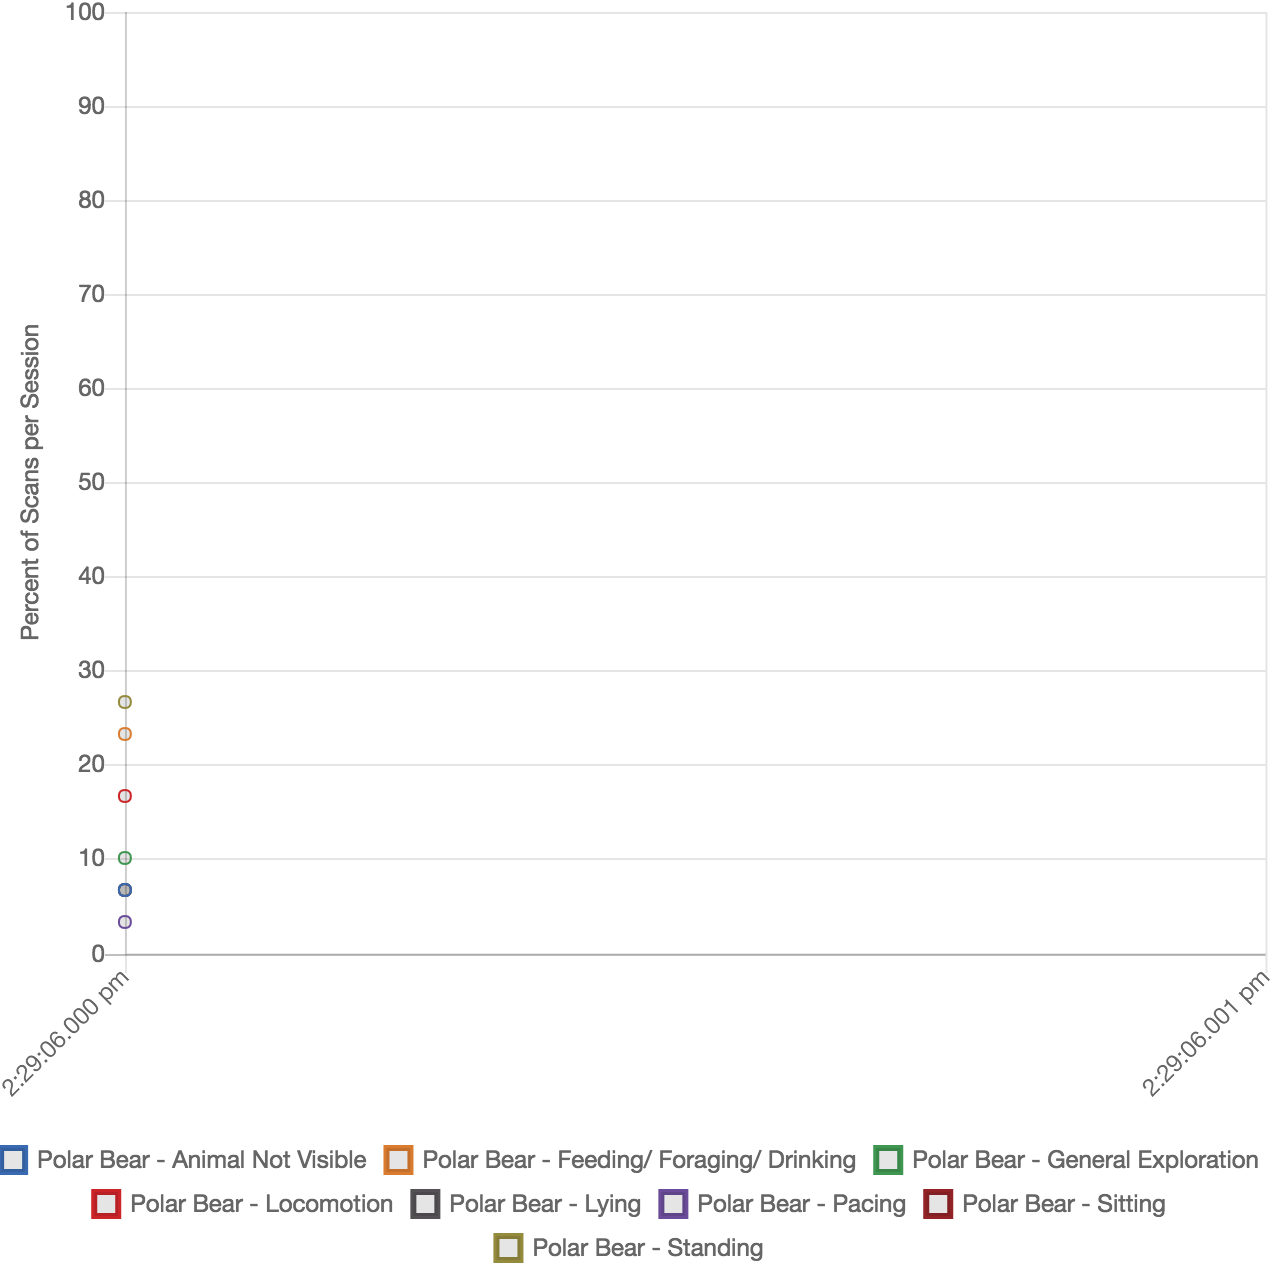 100
90
80
70
60
50
40
30
20
10
0
Percent of Scans per Session
2:29:06.000 pm
2:29:06.001 pm
Polar Bear - Animal Not Visible
Polar Bear - Feeding/ Foraging/ Drinking
Polar Bear - General Exploration
Polar Bear - Locomotion
Polar Bear - Lying
Polar Bear - Pacing
Polar Bear - Sitting
Polar Bear - Standing